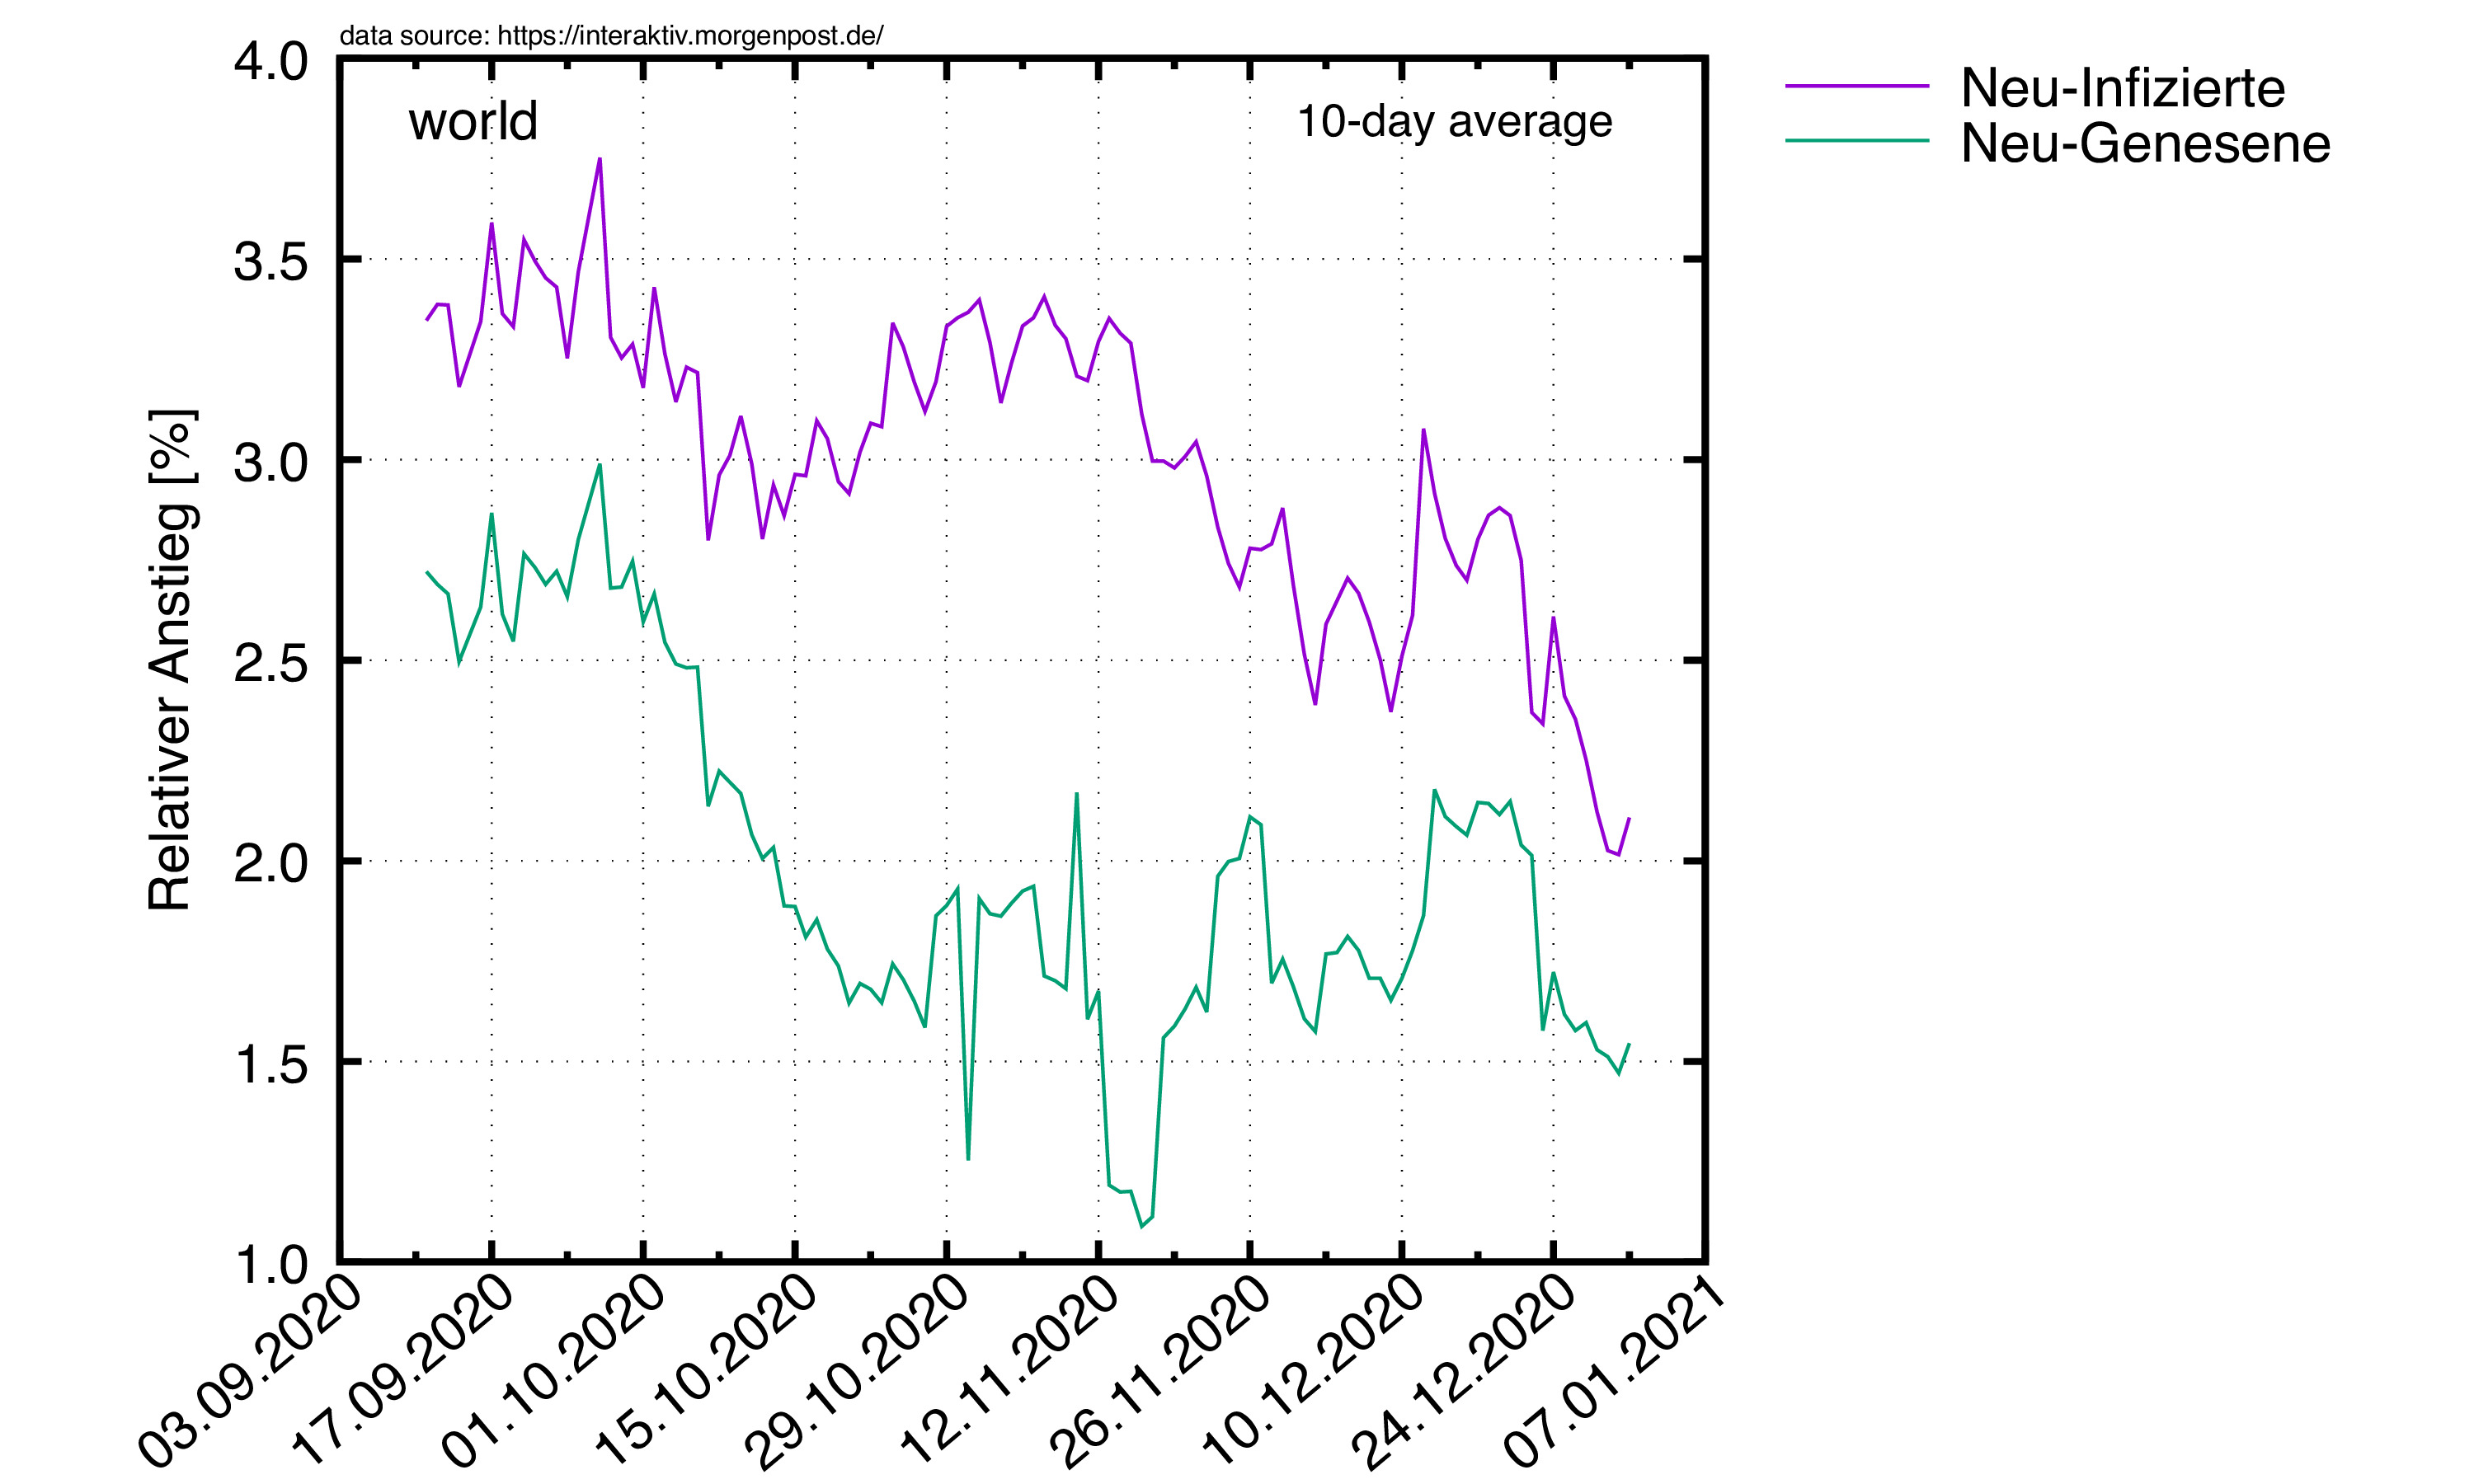 data source: https://interaktiv.morgenpost.de/
world
10-day average
Neu-Infizierte
Neu-Genesene
Relativer Anstieg [%]
4.0
3.5
3.0
2.5
2.0
1.5
1.0
03.09.2020
17.09.2020
01.10.2020
15.10.2020
29.10.2020
12.11.2020
26.11.2020
10.12.2020
24.12.2020
07.01.2021